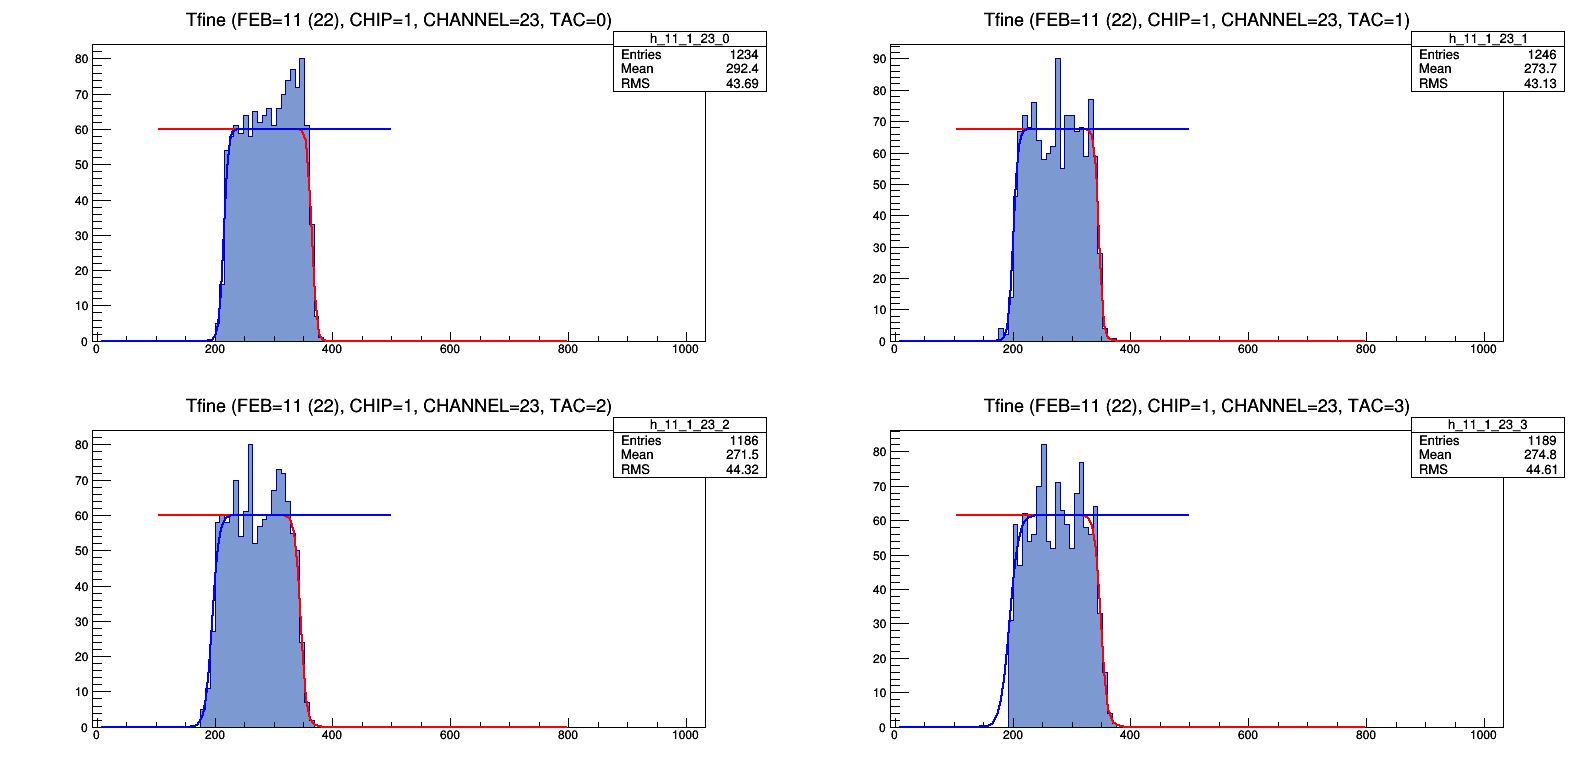 Tfine (FEB=11 (22), CHIP=1, CHANNEL=23, TAC=0)
h_11_1_23_0
Entries 1234
Mean 292.4
RMS 43.69
80
70
60
50
40
30
20
10
0
0 200 400 600 800 1000
Tfine (FEB=11 (22), CHIP=1, CHANNEL=23, TAC=1)
h_11_1_23_1
Entries 1246
Mean 273.7
RMS 43.13
90
80
70
60
50
40
30
20
10
0
0 200 400 600 800 1000
Tfine (FEB=11 (22), CHIP=1, CHANNEL=23, TAC=2)
h_11_1_23_2
Entries 1186
Mean 271.5
RMS 44.32
80
70
60
50
40
30
20
10
0
0 200 400 600 800 1000
Tfine (FEB=11 (22), CHIP=1, CHANNEL=23, TAC=3)
h_11_1_23_3
Entries 1189
Mean 274.8
RMS 44.61
80
70
60
50
40
30
20
10
0
0 200 400 600 800 1000